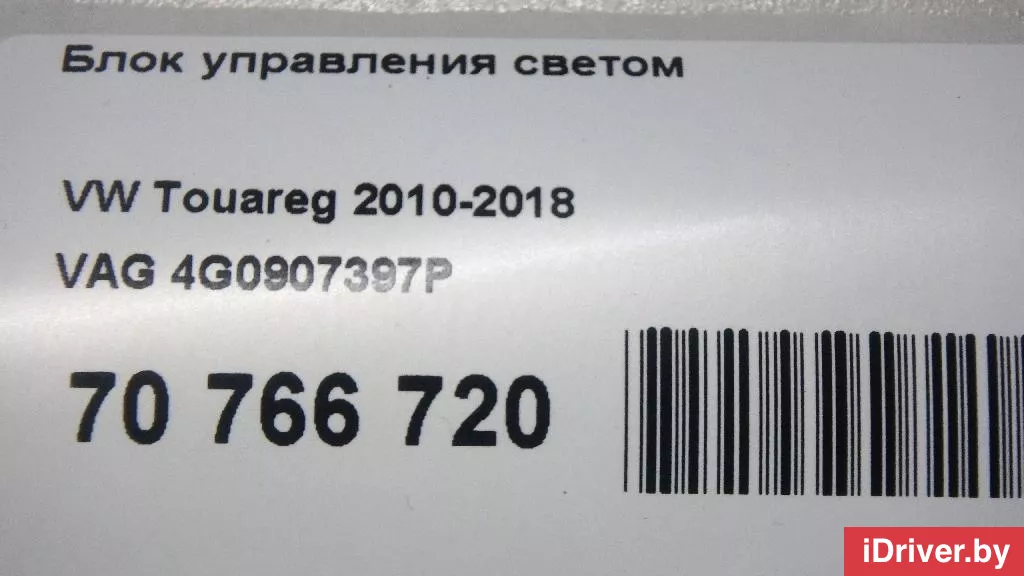 Блок управления светом
VW Touareg 2010-2018
VAG 4G0907397P
70 766 720
iDriver.by